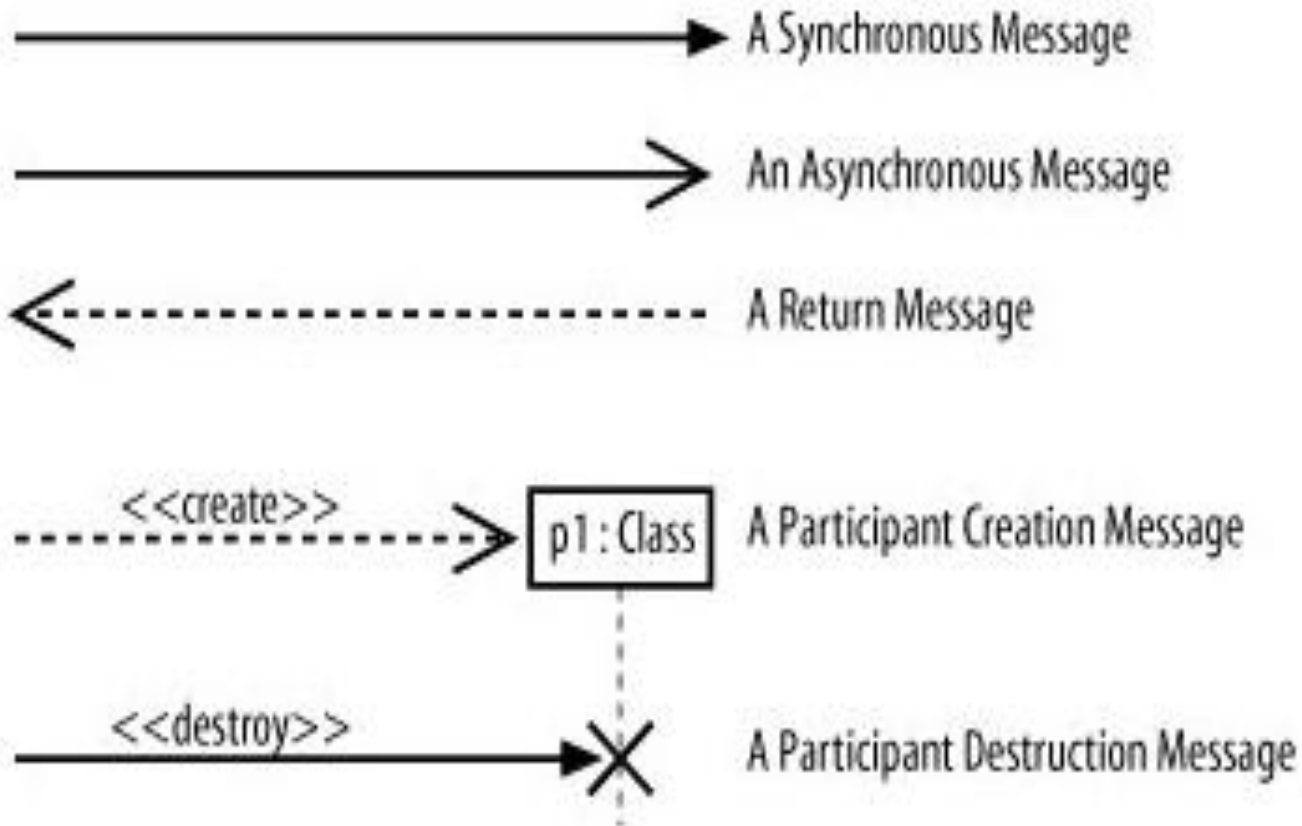 A Synchronous Message
An Asynchronous Message
A Return Message
<<create>>
p1 : Class
A Participant Creation Message
<<destroy>>
A Participant Destruction Message